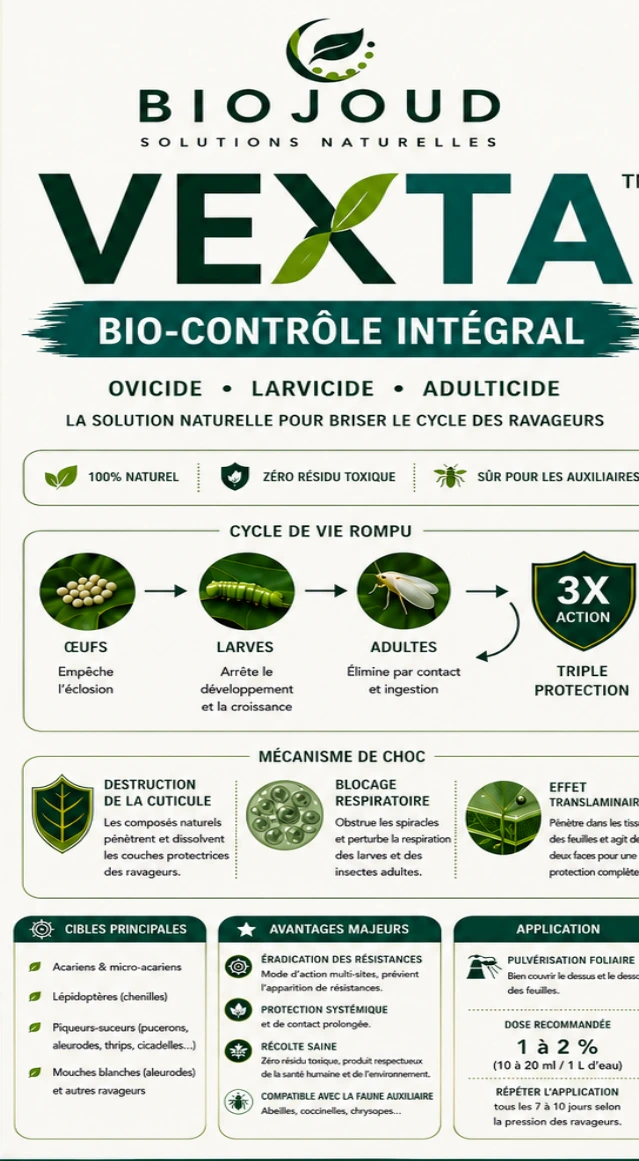 BIOJOUD
SOLUTIONS NATURELLES
VEXTA
BIO-CONTRÔLE INTÉGRAL
OVICIDE • LARVICIDE • ADULTICIDE
LA SOLUTION NATURELLE POUR BRISER LE CYCLE DES RAVAGEURS
100% NATUREL
ZÉRO RÉSIDU TOXIQUE
SÛR POUR LES AUXILIAIRES
CYCLE DE VIE ROMPU
ŒUFS
Empêche
l'éclosion
LARVES
Arrête le
développement
et la croissance
ADULTES
Élimine par contact
et ingestion
3X
ACTION
TRIPLE
PROTECTION
MÉCANISME DE CHOC
DESTRUCTION
DE LA CUTICULE
Les composés naturels
pénètrent et dissolvent
les couches protectrices
des ravageurs.
BLOCAGE
RESPIRATOIRE
Obstrue les spiracles
et perturbe la respiration
des larves et des
insectes adultes.
EFFET
TRANSLAMINAIR
Pénètre dans les tiss
des feuilles et agit de
deux faces pour une
protection complète
CIBLES PRINCIPALES
Acariens & micro-acariens
Lépidoptères (chenilles)
Piqueurs-suceurs (pucerons,
aleurodes, thrips, cicadelles...)
Mouches blanches (aleurodes)
et autres ravageurs
AVANTAGES MAJEURS
ÉRADICATION DES RÉSISTANCES
Mode d'action multi-sites, prévient
l'apparition de résistances.
PROTECTION SYSTÉMIQUE
et de contact prolongée.
RÉCOLTE SAINE
Zéro résidu toxique, produit respectueux
de la santé humaine et de l'environnement.
COMPATIBLE AVEC LA FAUNE AUXILIAIRE
Abeilles, coccinelles, chrysopes...
APPLICATION
PULVÉRISATION FOLIAIRE
Bien couvrir le dessus et le desso
des feuilles.
DOSE RECOMMANDÉE
1 à 2 %
(10 à 20 ml / 1 L d'eau)
RÉPÉTER L'APPLICATION
tous les 7 à 10 jours selon
la pression des ravageurs.